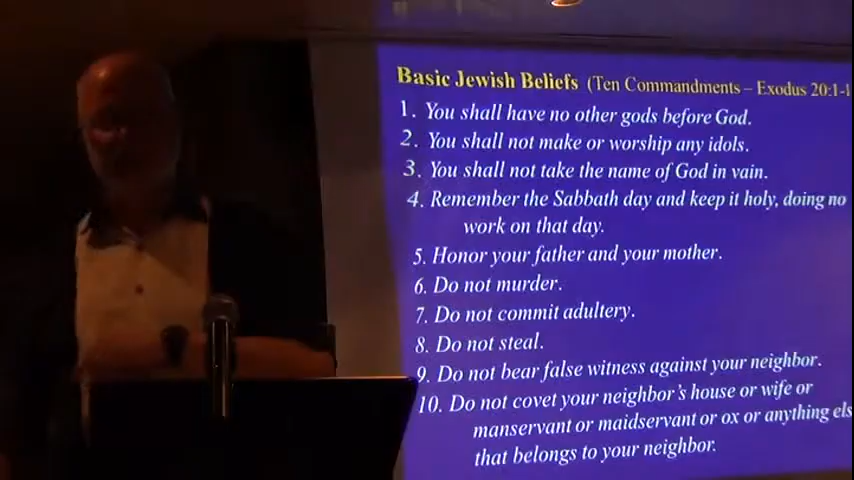 Basic Jewish Beliefs (Ten Commandments – Exodus 20:1-1
1. You shall have no other gods before God.
2. You shall not make or worship any idols.
3. You shall not take the name of God in vain.
4. Remember the Sabbath day and keep it holy, doing no
work on that day.
5. Honor your father and your mother.
6. Do not murder.
7. Do not commit adultery.
8. Do not steal.
9. Do not bear false witness against your neighbor.
10. Do not covet your neighbor's house or wife or
manservant or maidservant or ox or anything els
that belongs to your neighbor.